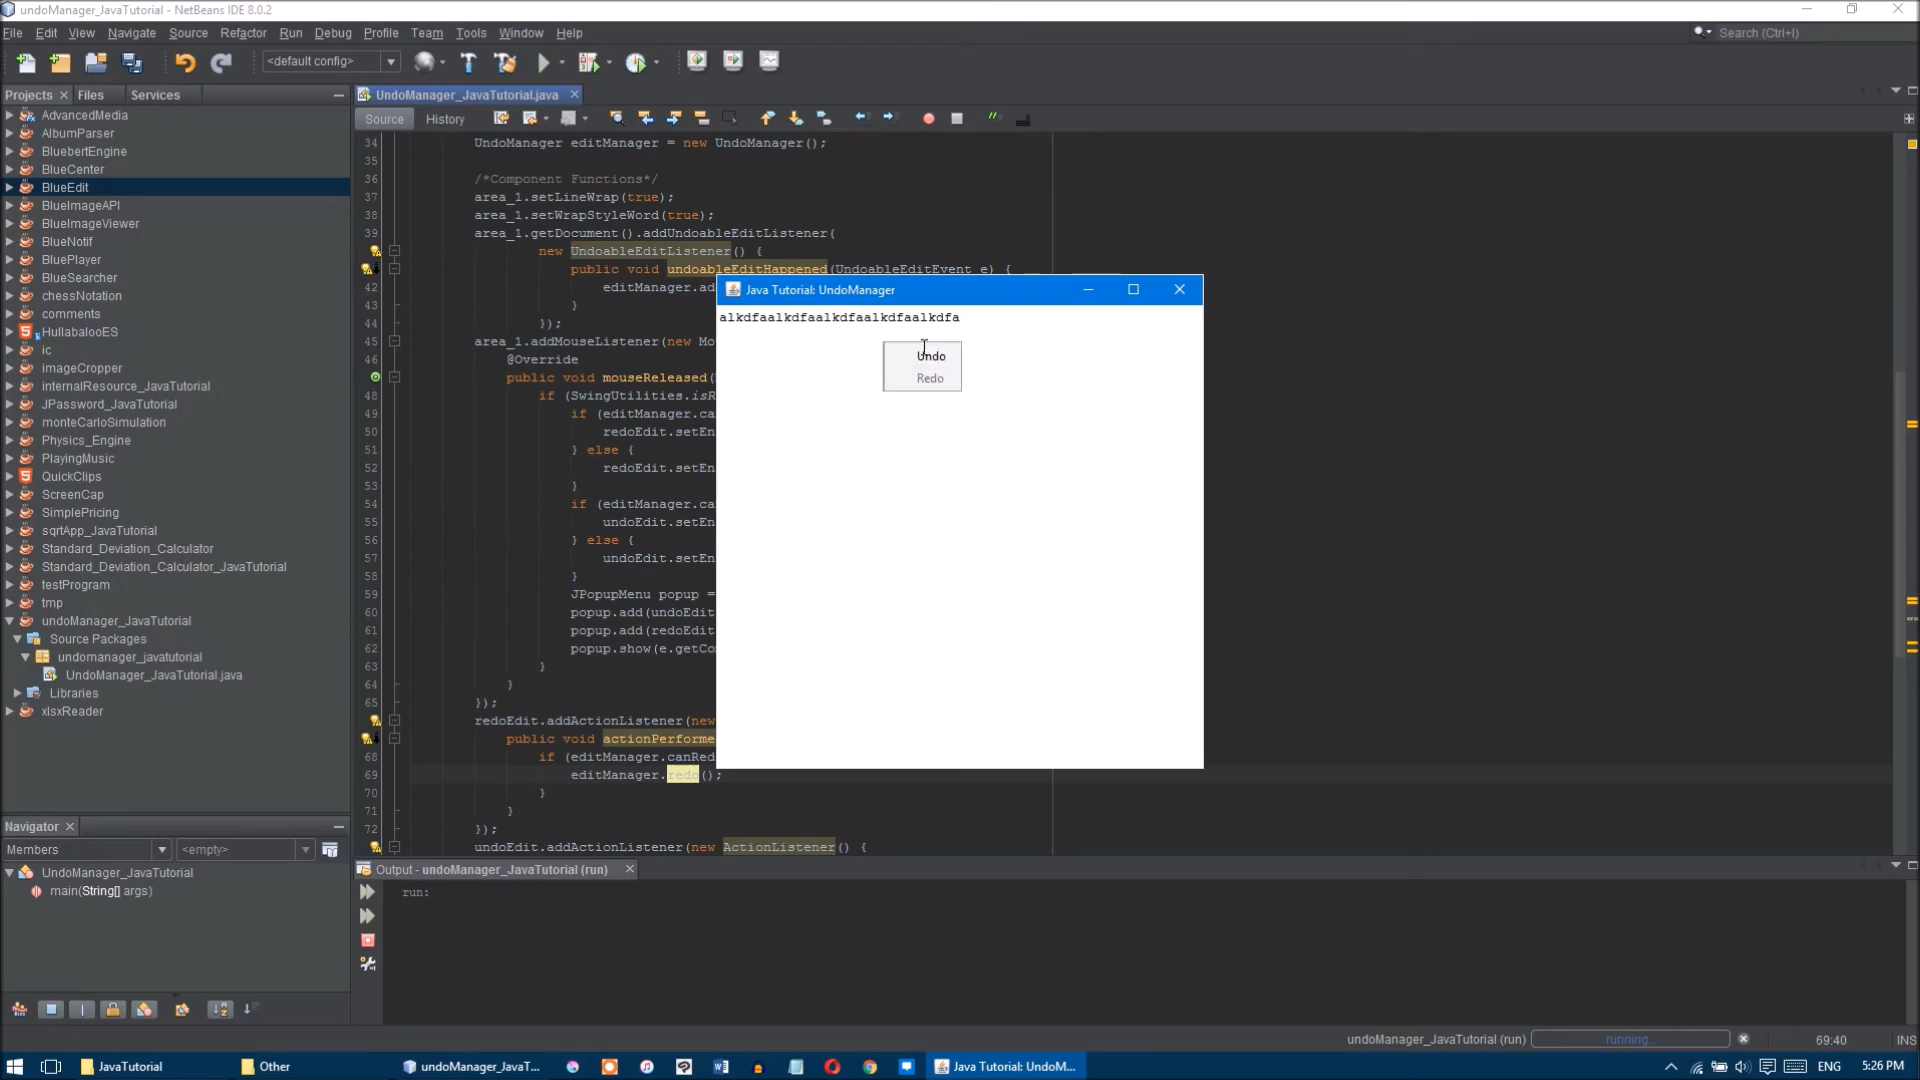 undoManager_JavaTutorial - NetBeans IDE 8.0.2
File Edit View Navigate Source Refactor Run Debug Profile Team Tools Window Help
Search (Ctrl+I)
<default config>
Projects Files Services
UndoManager_JavaTutorial.java
Source History
AdvancedMedia
AlbumParser
BluebertEngine
BlueCenter
BlueEdit
BlueImageAPI
BlueImageViewer
BlueNotif
BluePlayer
BlueSearcher
chessNotation
comments
HullabalooES
ic
imageCropper
internalResource_JavaTutorial
JPassword_JavaTutorial
monteCarloSimulation
Physics_Engine
PlayingMusic
QuickClips
ScreenCap
SimplePricing
sqrtApp_JavaTutorial
Standard_Deviation_Calculator
Standard_Deviation_Calculator_JavaTutorial
testProgram
tmp
undoManager_JavaTutorial
Source Packages
undomanager_javatutorial
UndoManager_JavaTutorial.java
Libraries
xlsxReader
34 UndoManager editManager = new UndoManager();
35
36 /*Component Functions*/
37 area_1.setLineWrap(true);
38 area_1.setWrapStyleWord(true);
39 area_1.getDocument().addUndoableEditListener(
new UndoableEditListener() {
public void undoableEditHappened(UndoableEditEvent e) {
42 editManager.ad
43 }
44 });
45 area_1.addMouseListener(new Mo
46 @Override
public void mouseReleased(
48 if (SwingUtilities.isR
49 if (editManager.ca
50 redoEdit.setEn
51 } else {
52 redoEdit.setEn
53 }
54 if (editManager.ca
55 undoEdit.setEn
56 } else {
57 undoEdit.setEn
58 }
59 JPopupMenu popup =
60 popup.add(undoEdit
61 popup.add(redoEdit
62 popup.show(e.getCo
63 }
64 }
65 });
redoEdit.addActionListener(new
public void actionPerforme
68 if (editManager.canRed
69 editManager.redo();
70 }
71 }
72 });
undoEdit.addActionListener(new ActionListener() {
Java Tutorial: UndoManager
alkdfaalkdfaalkdfaalkdfaalkdfa
Undo
Redo
Navigator
Members <empty>
UndoManager_JavaTutorial
main(String[] args)
Output - undoManager_JavaTutorial (run)
run:
undoManager_JavaTutorial (run) running... 69:40 INS
JavaTutorial Other undoManager_JavaT... Java Tutorial: UndoM... ENG 5:26 PM